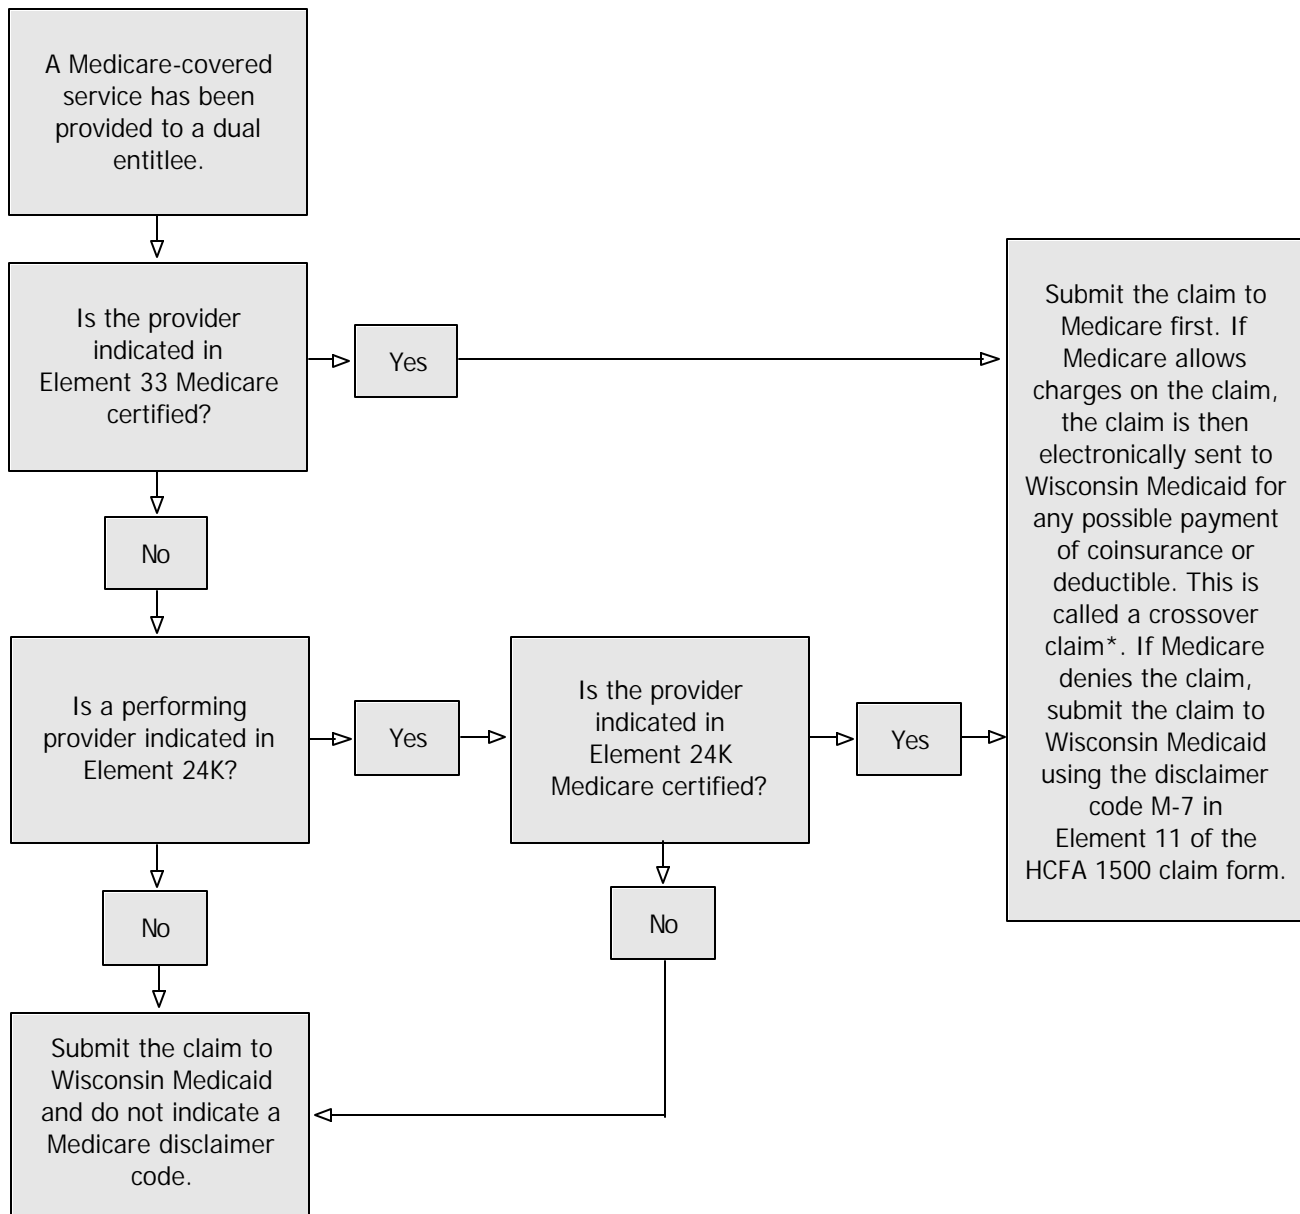 A Medicare-covered
service has been
provided to a dual
entitlee.
Is the provider
indicated in
Element 33 Medicare
certified?
Yes
Submit the claim to
Medicare first. If
Medicare allows
charges on the claim,
the claim is then
electronically sent to
Wisconsin Medicaid for
any possible payment
of coinsurance or
deductible. This is
called a crossover
claim*. If Medicare
denies the claim,
submit the claim to
Wisconsin Medicaid
using the disclaimer
code M-7 in
Element 11 of the
HCFA 1500 claim form.
No
Is a performing
provider indicated in
Element 24K?
Yes
Is the provider
indicated in
Element 24K
Medicare certified?
Yes
No
No
Submit the claim to
Wisconsin Medicaid
and do not indicate a
Medicare disclaimer
code.